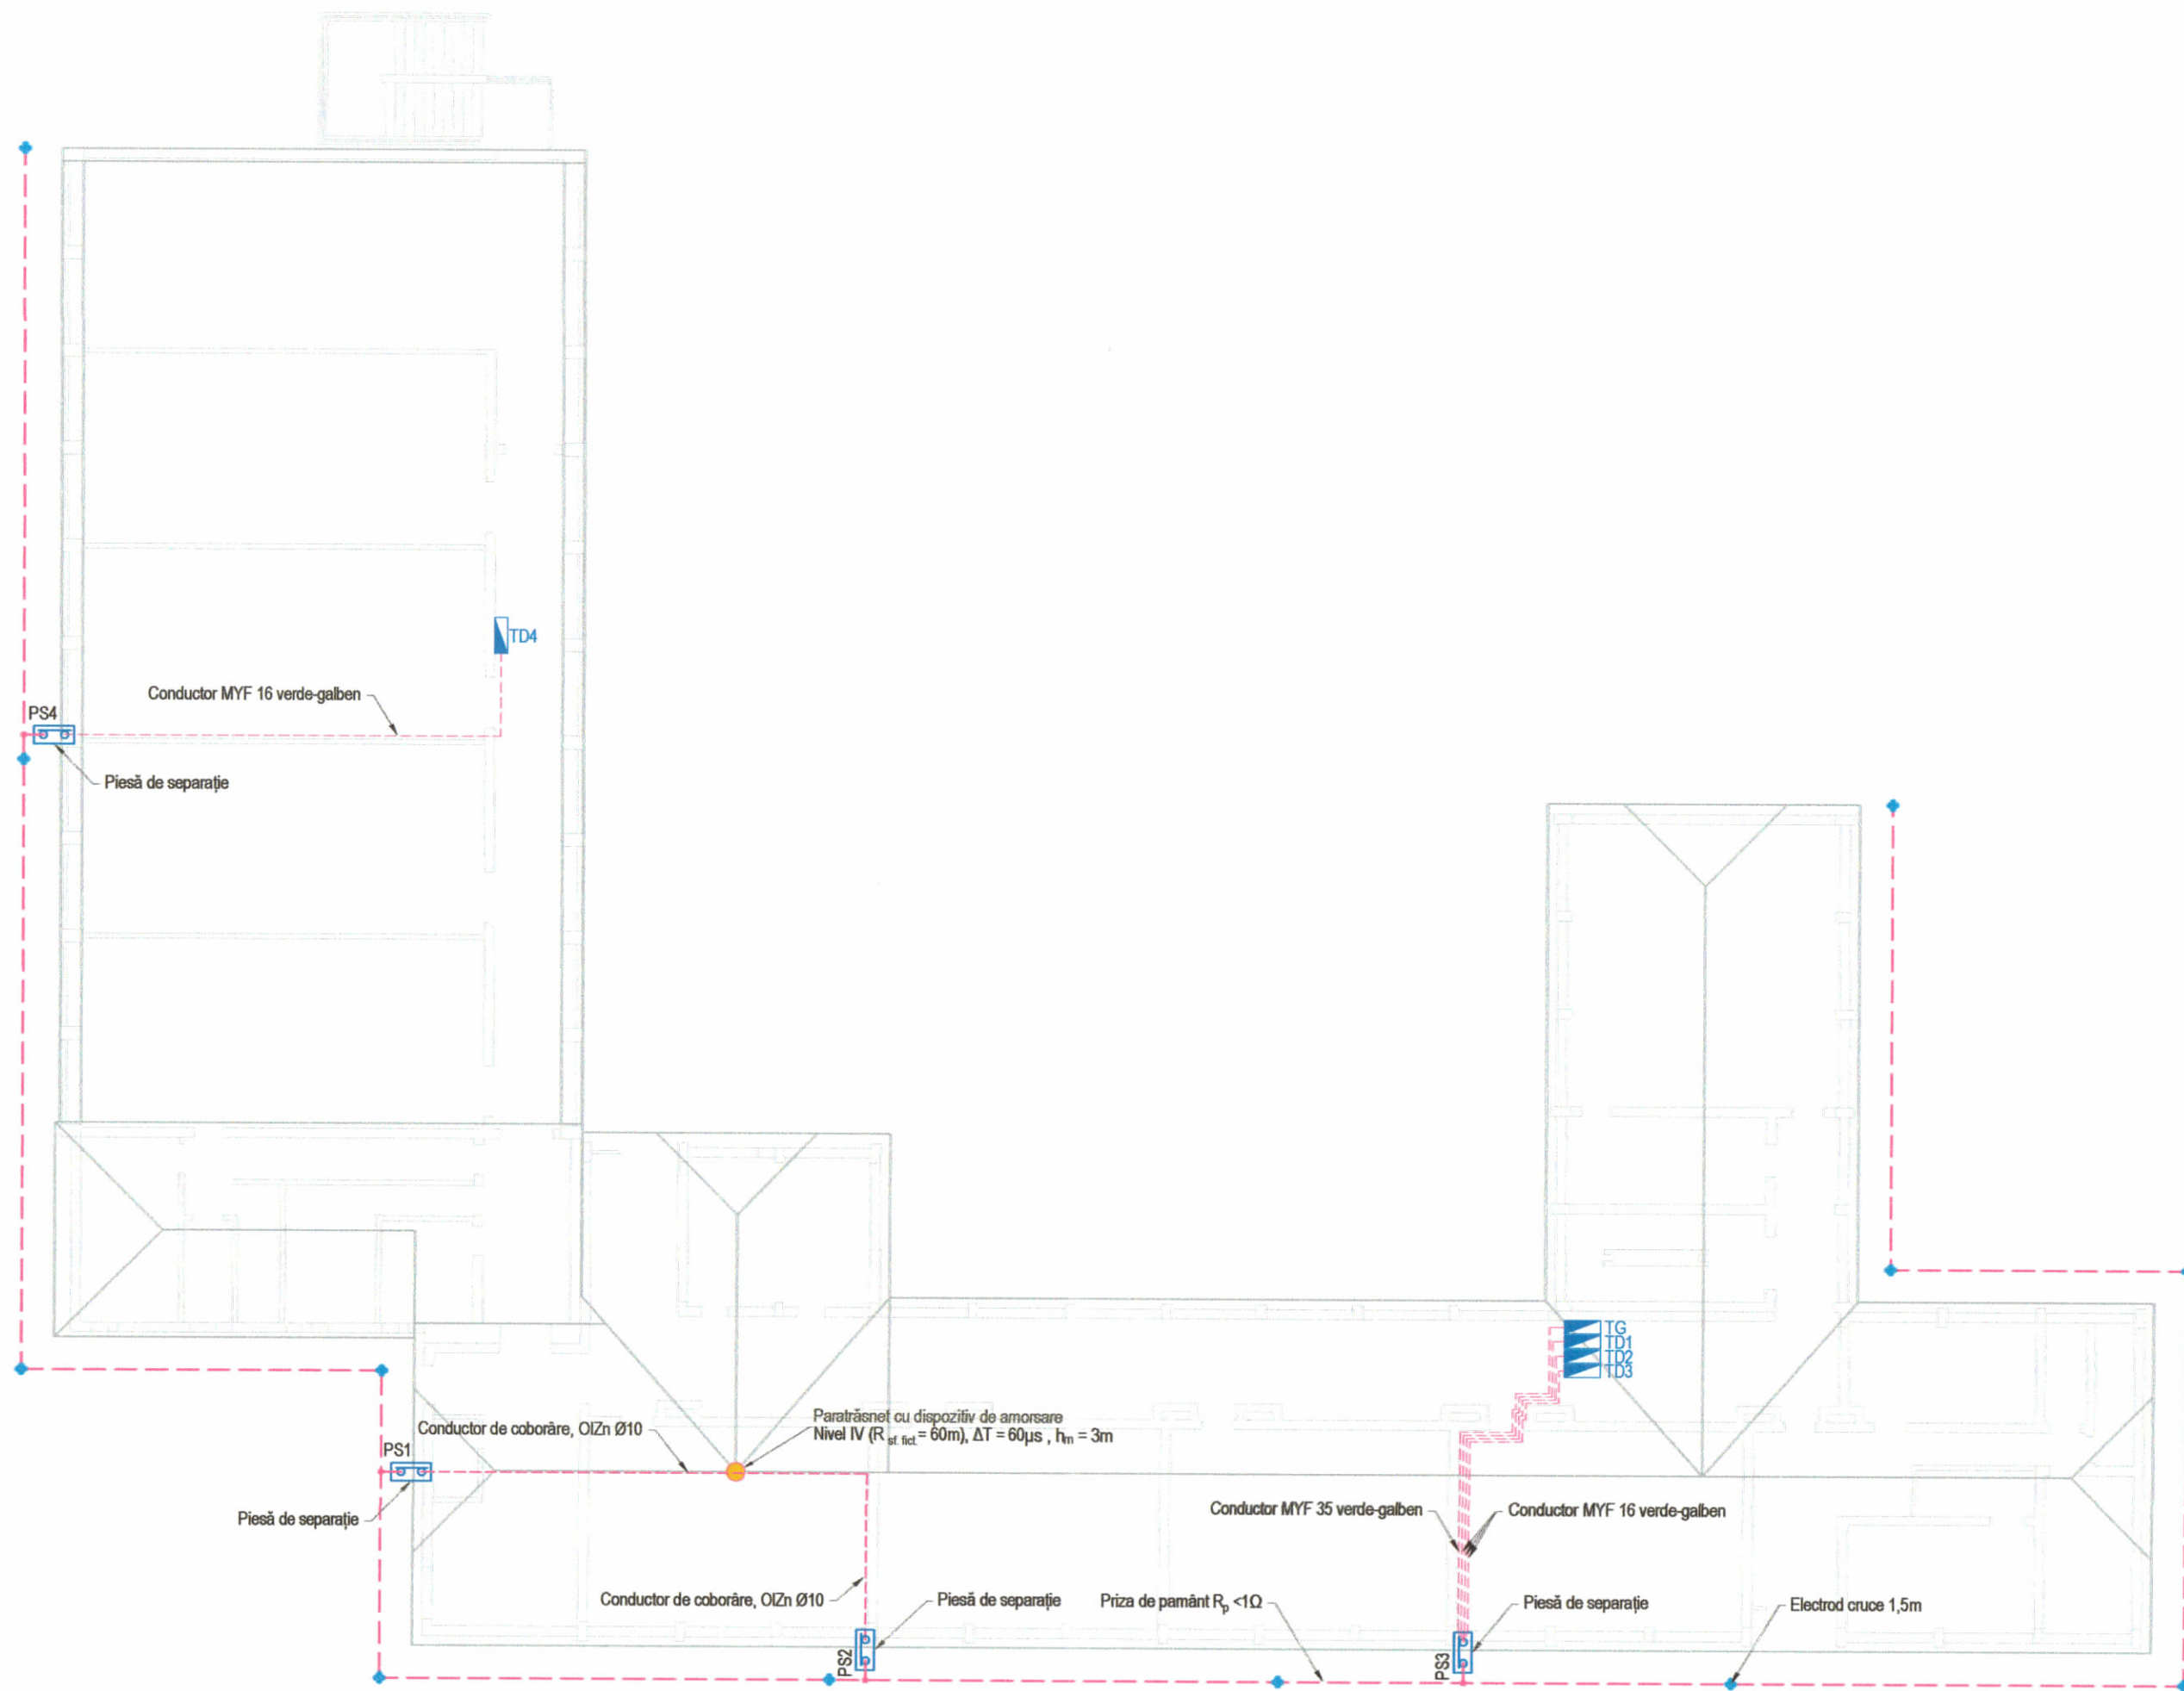 TD4
Conductor MYF 16 verde-galben
PS4
Piesă de separație
TG
TD1
TD2
TD3
Paratrăsnet cu dispozitiv de amorsare
Nivel IV (R sf. fict. = 60m), ΔT = 60µs , hm = 3m
Conductor de coborâre, OlZn Ø10
PS1
Piesă de separație
Conductor MYF 35 verde-galben
Conductor MYF 16 verde-galben
Conductor de coborâre, OlZn Ø10
Piesă de separație
Priza de pamânt Rp <1Ω
Piesă de separație
Electrod cruce 1,5m
PS2
PS3